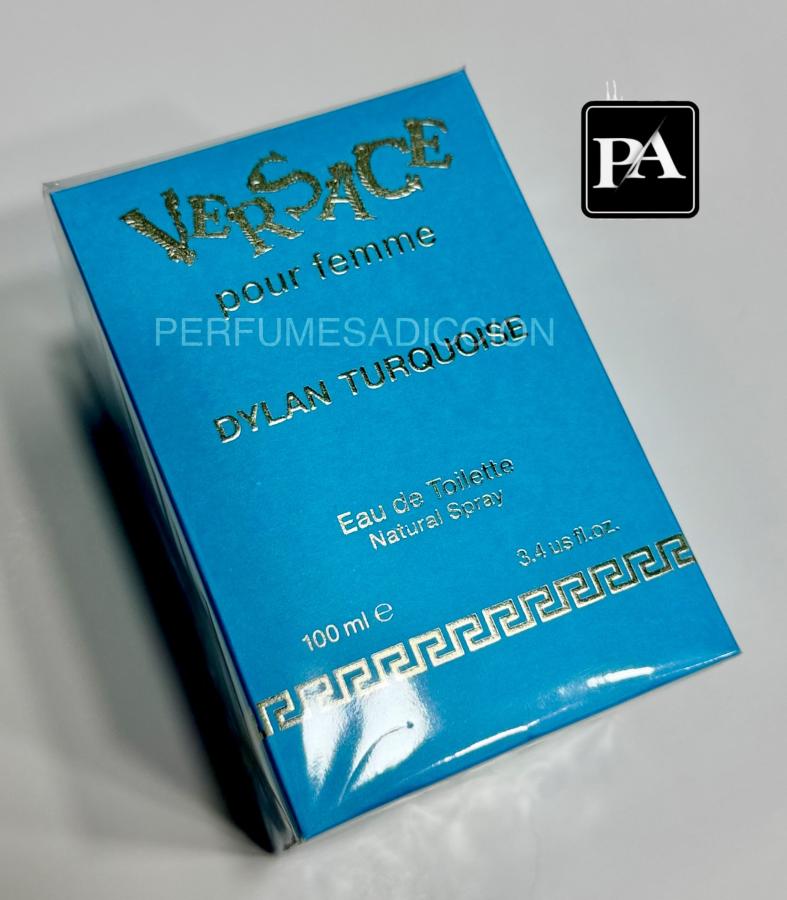 PA
VERSACE
pour femme
PERFUMESADICCION
DYLAN TURQUOISE
Eau de Toilette
Natural Spray
3.4 us fl.oz.
100 ml e